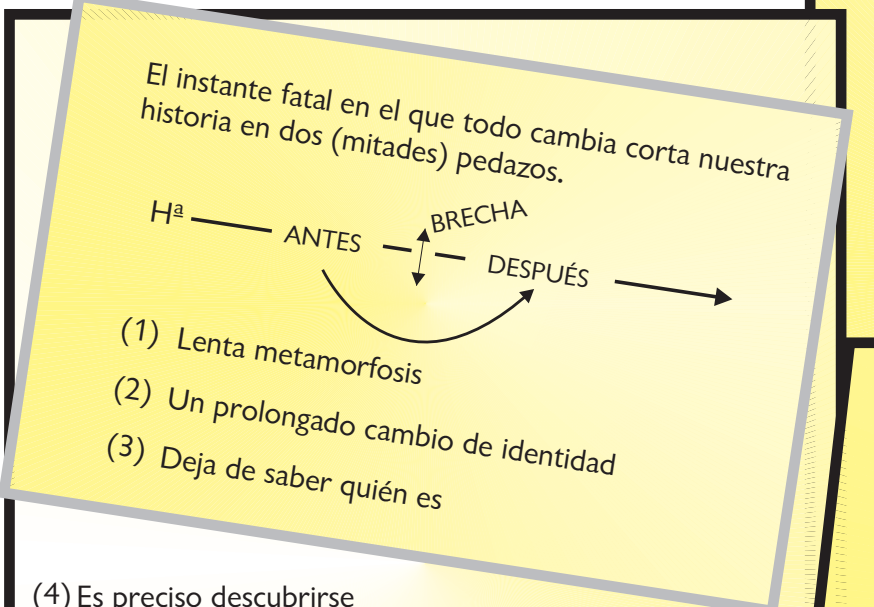 El instante fatal en el que todo cambia corta nuestra
historia en dos (mitades) pedazos.
BRECHA
Hª ANTES DESPUÉS
(1) Lenta metamorfosis
(2) Un prolongado cambio de identidad
(3) Deja de saber quién es
(4) Es preciso descubrirse